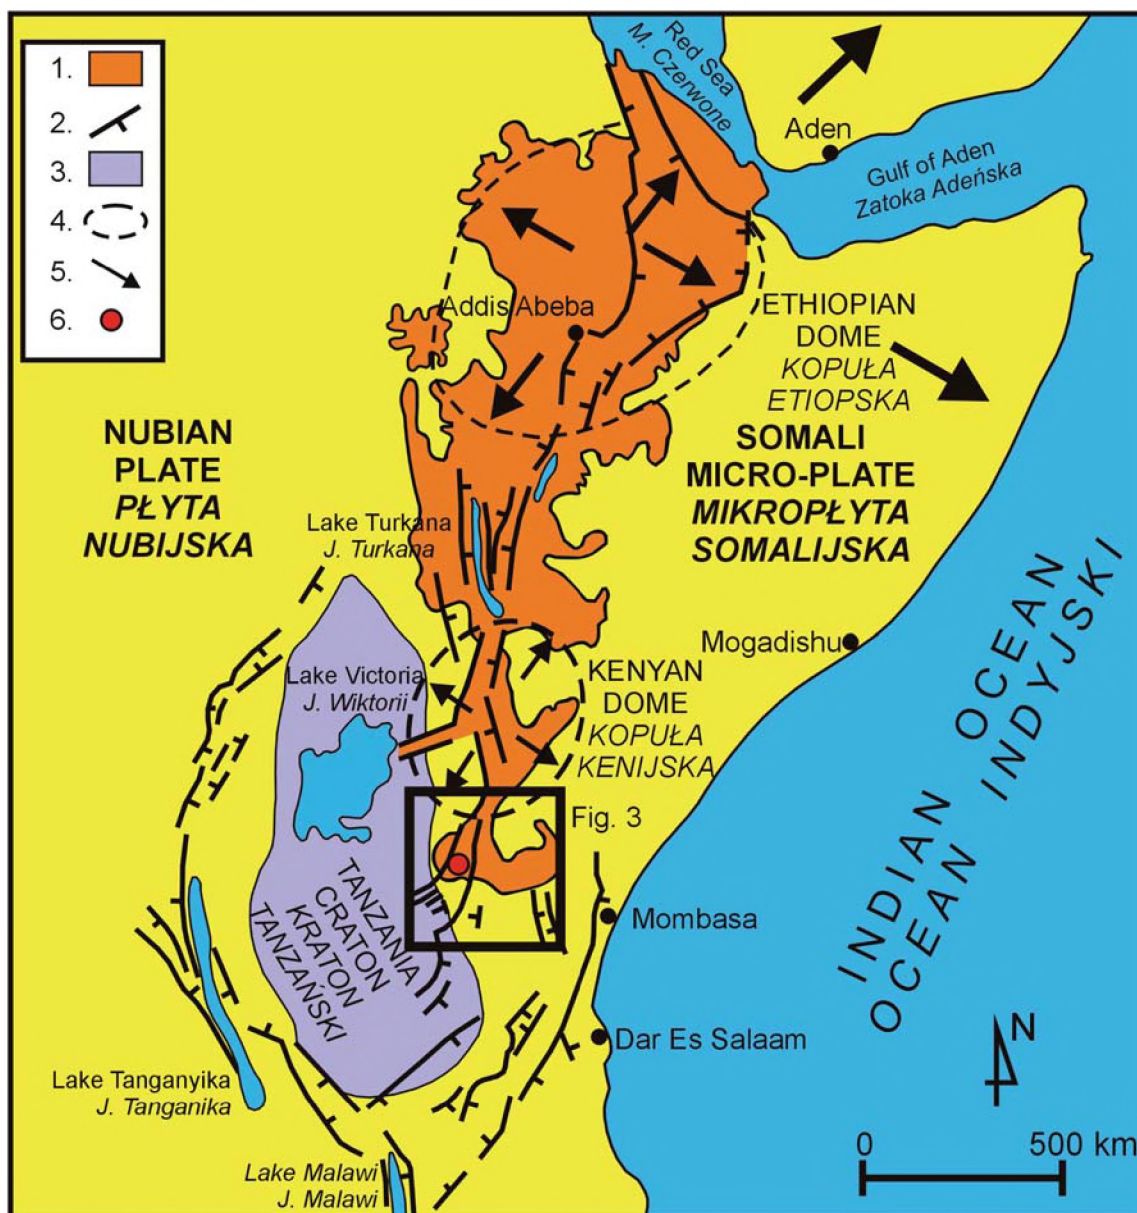 1.
2.
3.
4.
5.
6.
Red Sea
M. Czerwone
Aden
Gulf of Aden
Zatoka Adeńska
Addis Abeba
ETHIOPIAN
DOME
KOPUŁA
ETIOPSKA
NUBIAN
PLATE
PŁYTA
NUBIJSKA
SOMALI
MICRO-PLATE
MIKROPŁYTA
SOMALIJSKA
Lake Turkana
J. Turkana
Mogadishu
Lake Victoria
J. Wiktorii
KENYAN
DOME
KOPUŁA
KENIJSKA
Fig. 3
TANZANIA
CRATON
KRATON
TANZAŃSKI
INDIAN OCEAN
OCEAN INDYJSKI
Mombasa
Dar Es Salaam
Lake Tanganyika
J. Tanganika
Lake Malawi
J. Malawi
N
0 500 km